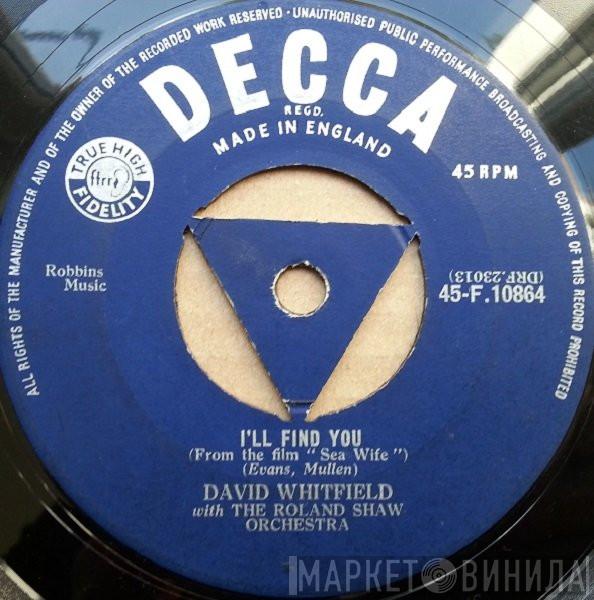 ALL RIGHTS OF THE MANUFACTURER AND OF THE OWNER OF THE RECORDED WORK RESERVED · UNAUTHORISED PUBLIC PERFORMANCE BROADCASTING AND COPYING OF THIS RECORD PROHIBITED
DECCA
REGD.
MADE IN ENGLAND
TRUE HIGH
ffrr
FIDELITY
45 RPM
Robbins
Music
(DRF.23013)
45-F.10864
I'LL FIND YOU
(From the film "Sea Wife")
(Evans, Mullen)
DAVID WHITFIELD
with THE ROLAND SHAW
ORCHESTRA
МАРКЕТ ВИНИЛА